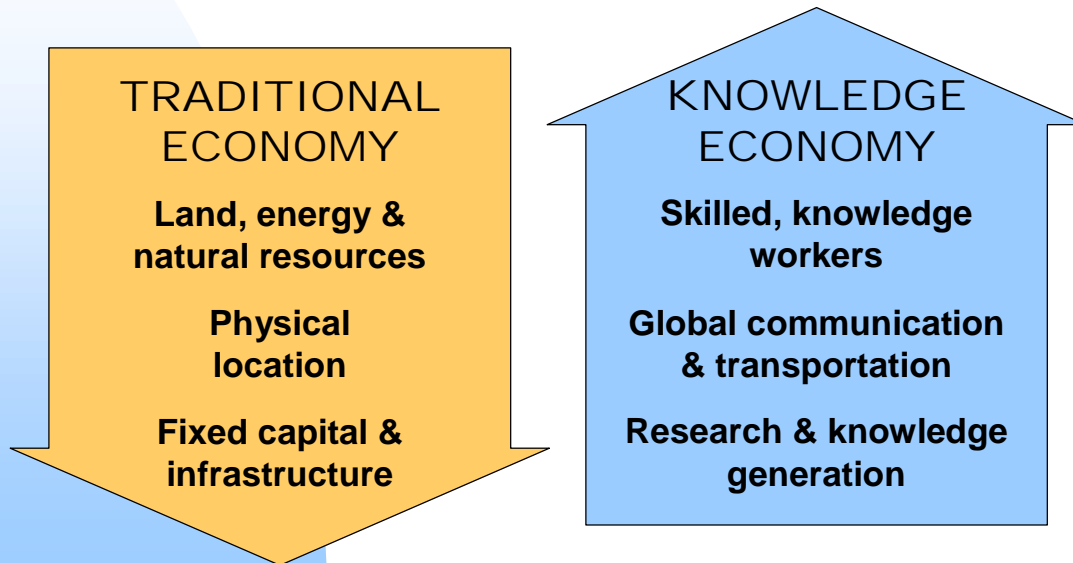 TRADITIONAL
ECONOMY
Land, energy &
natural resources
Physical
location
Fixed capital &
infrastructure
KNOWLEDGE
ECONOMY
Skilled, knowledge
workers
Global communication
& transportation
Research & knowledge
generation